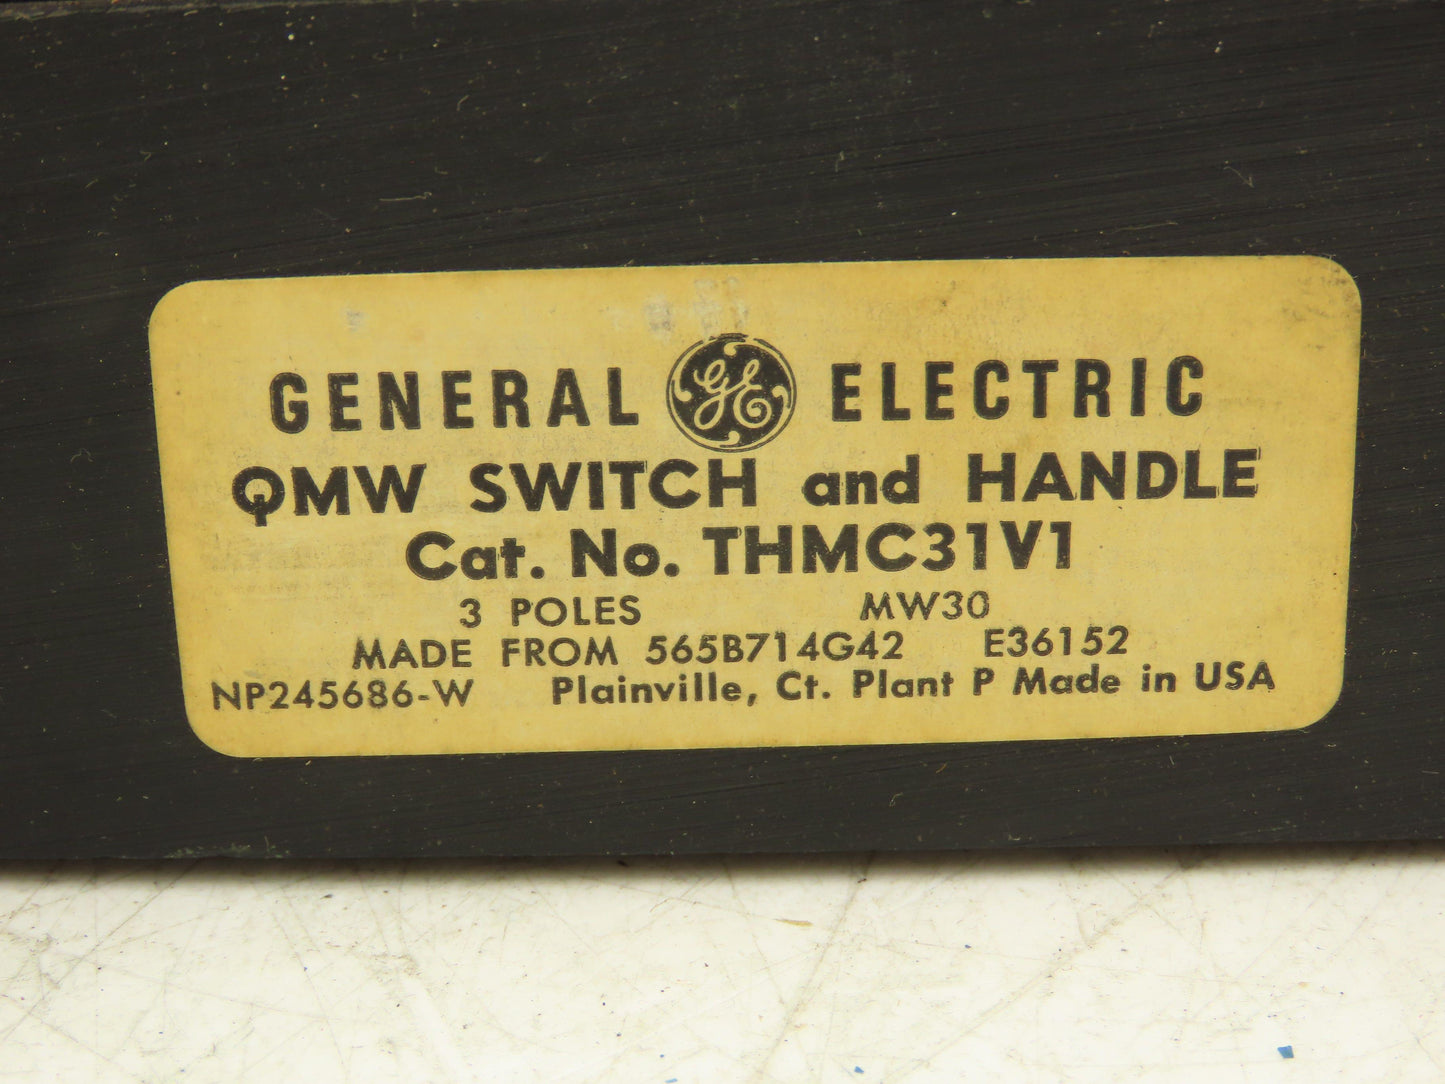 GENERAL GE ELECTRIC
QMW SWITCH and HANDLE
Cat. No. THMC31V1
3 POLES MW30
MADE FROM 565B714G42 E36152
NP245686-W Plainville, Ct. Plant P Made in USA